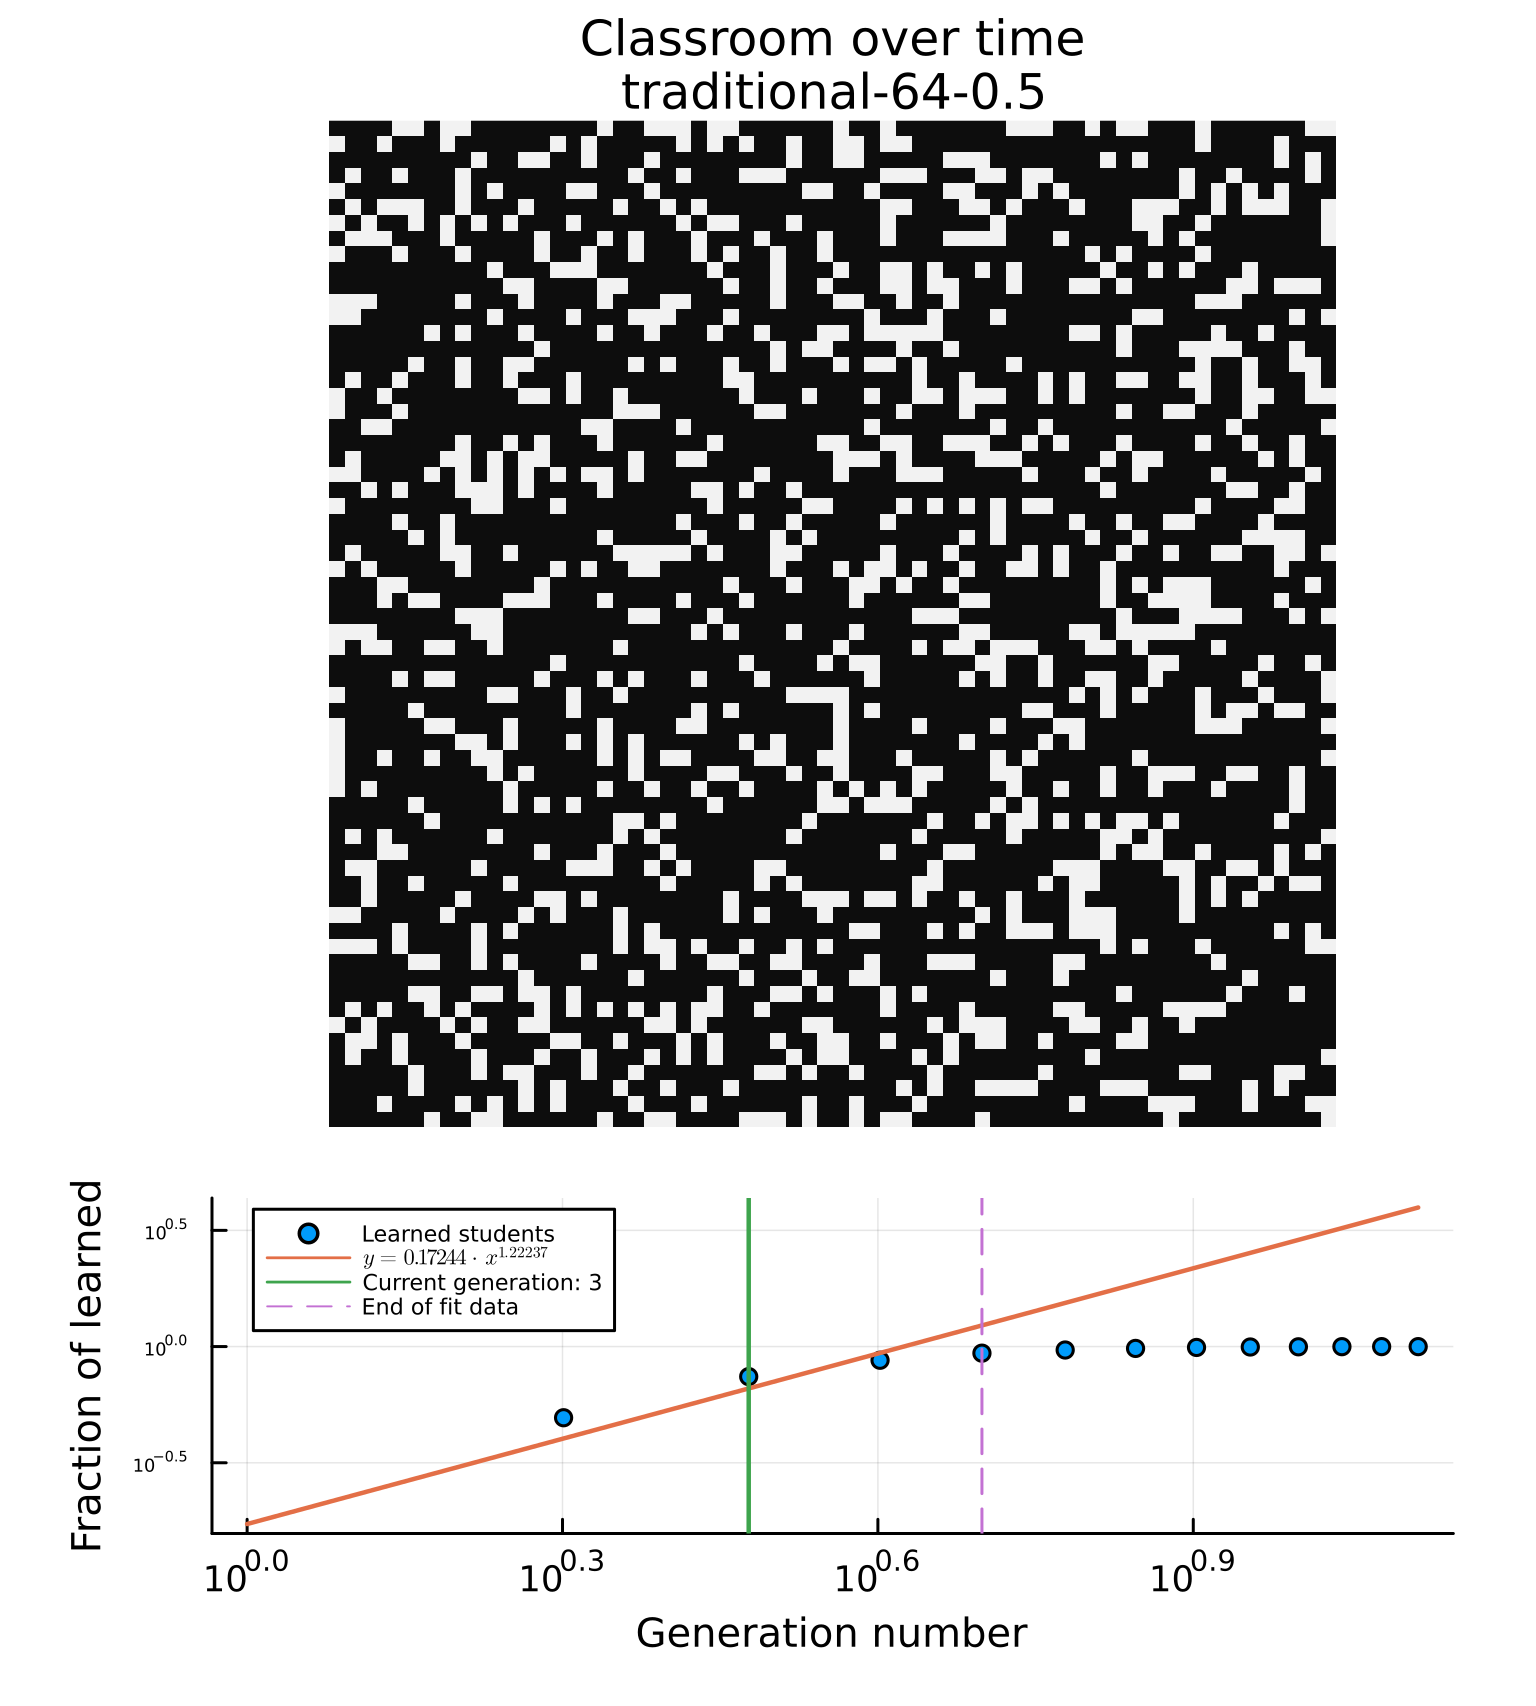 Classroom over time
traditional-64-0.5
Fraction of learned
10^0.5
10^0.0
10^−0.5
Learned students
y = 0.17244 · x^1.22237
Current generation: 3
End of fit data
10^0.0 10^0.3 10^0.6 10^0.9
Generation number